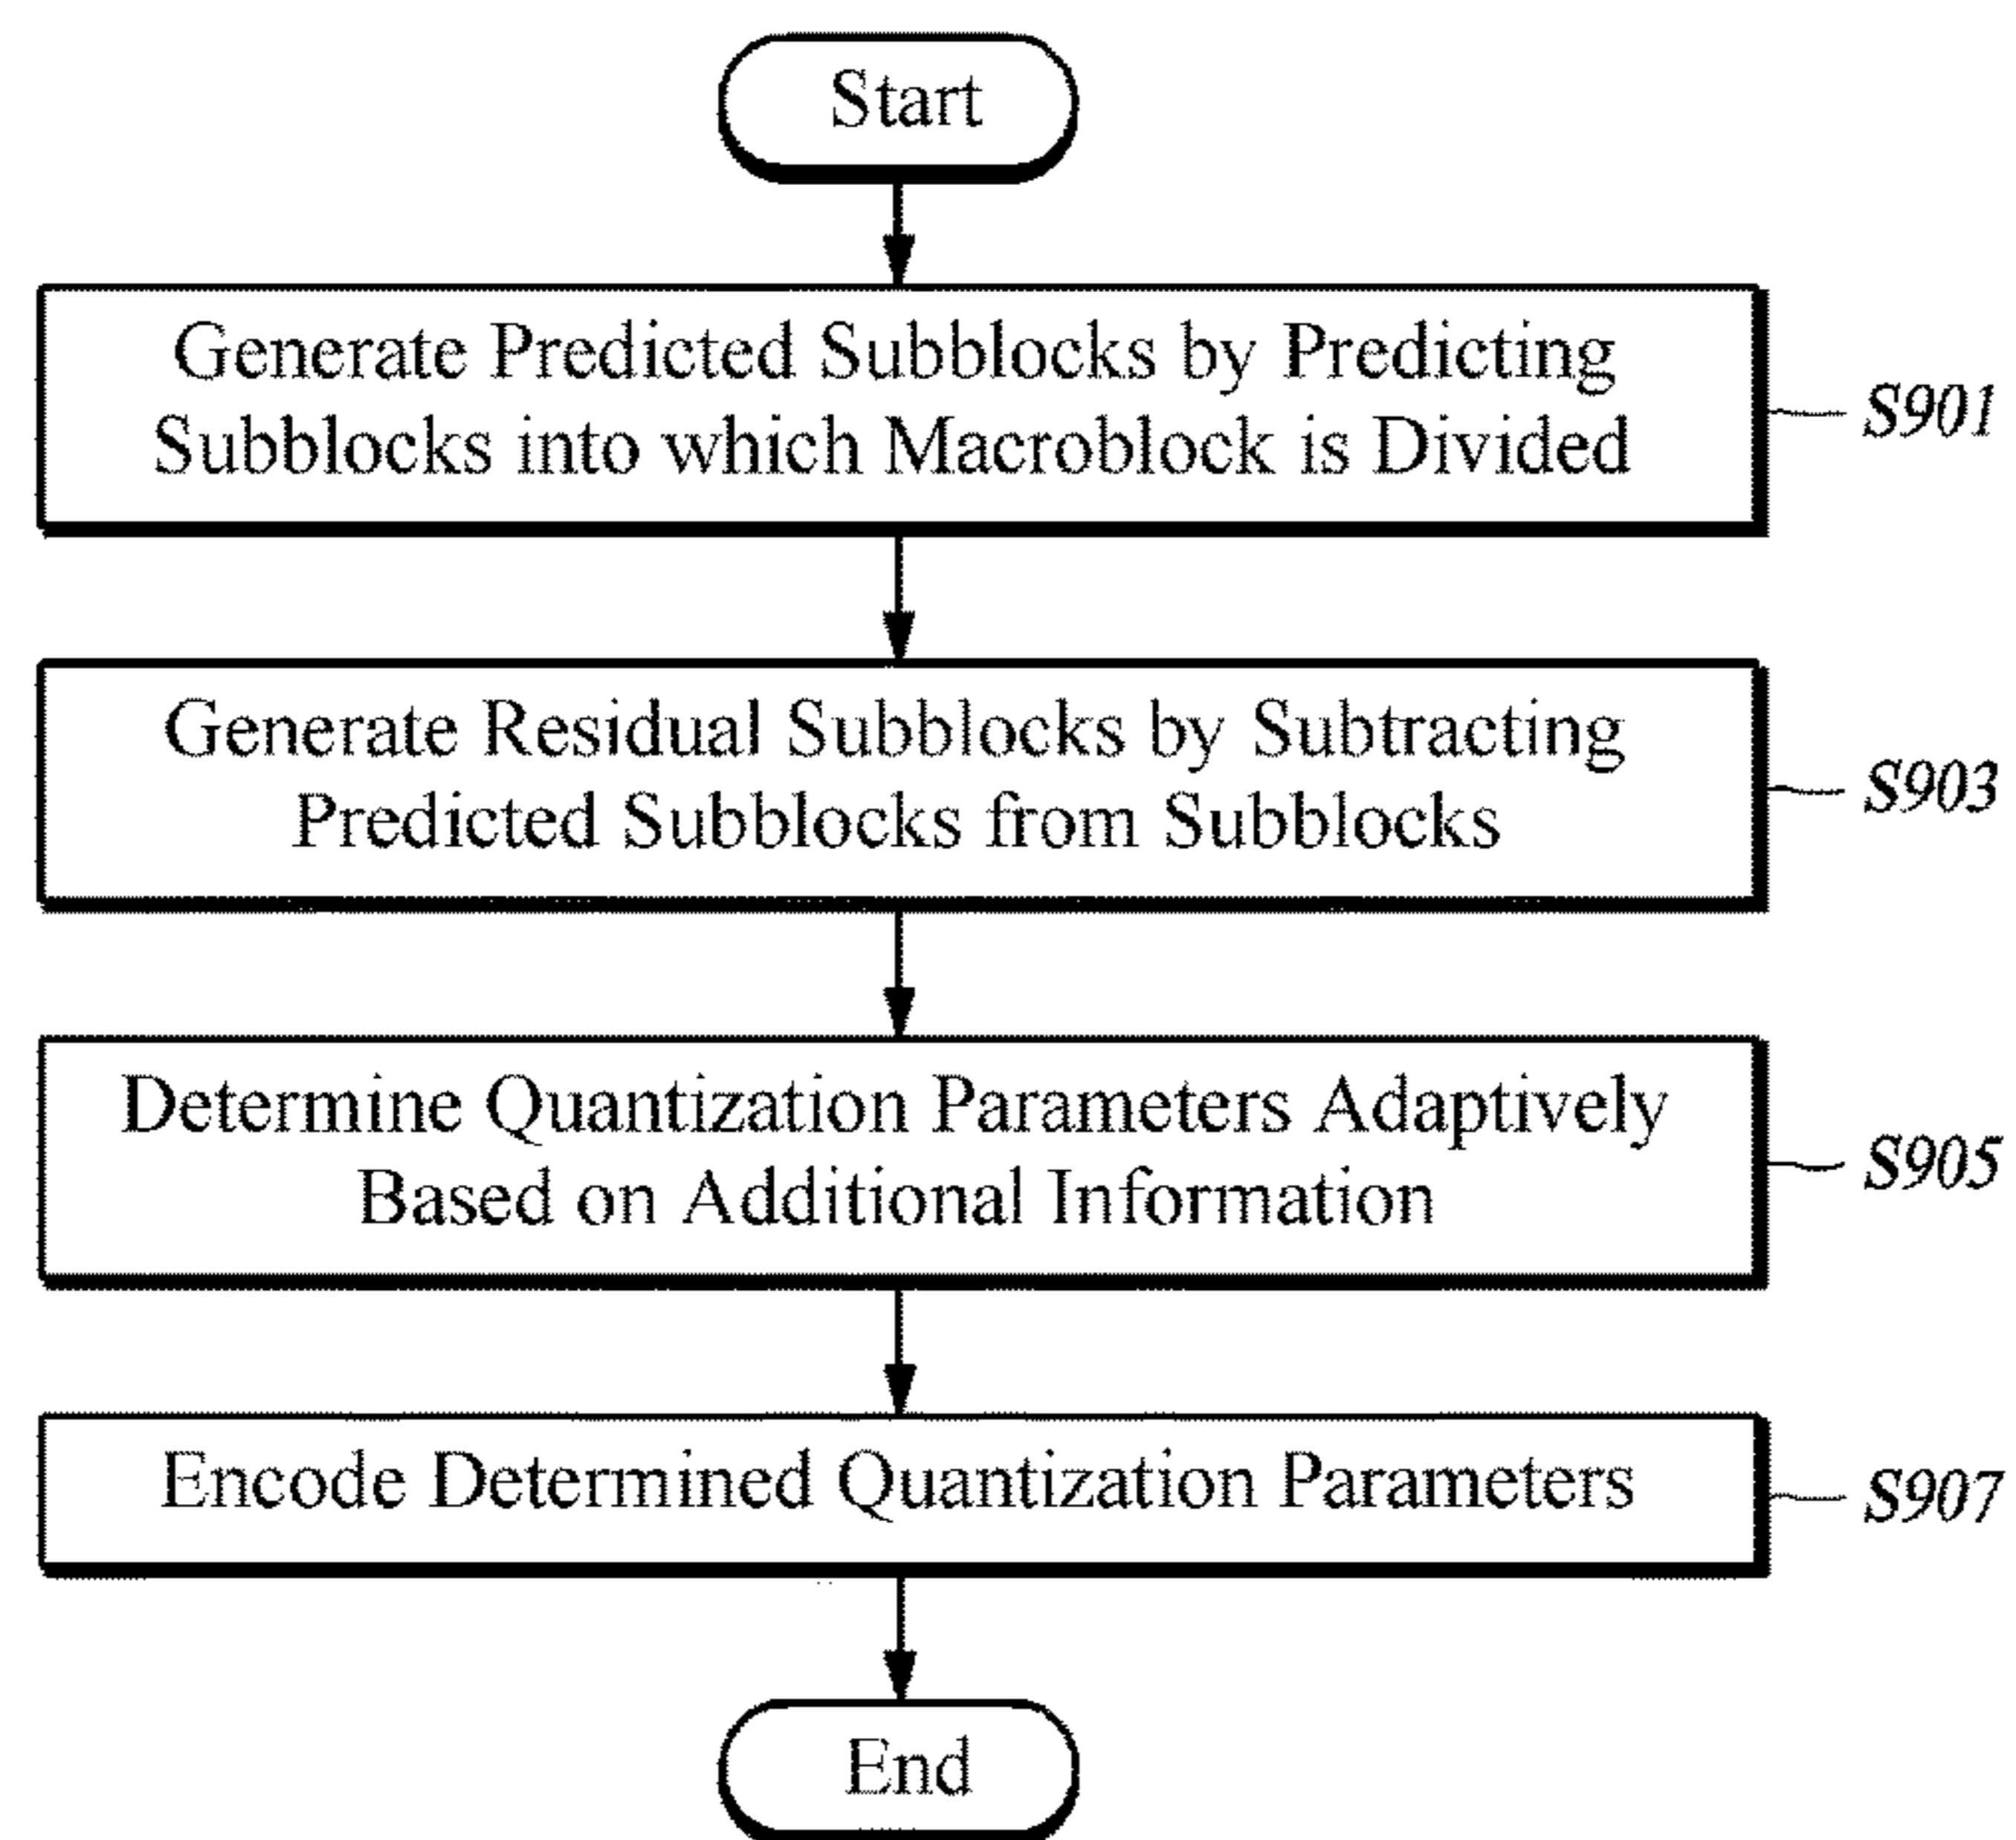 Start
Generate Predicted Subblocks by Predicting
Subblocks into which Macroblock is Divided
S901
Generate Residual Subblocks by Subtracting
Predicted Subblocks from Subblocks
S903
Determine Quantization Parameters Adaptively
Based on Additional Information
S905
Encode Determined Quantization Parameters
S907
End